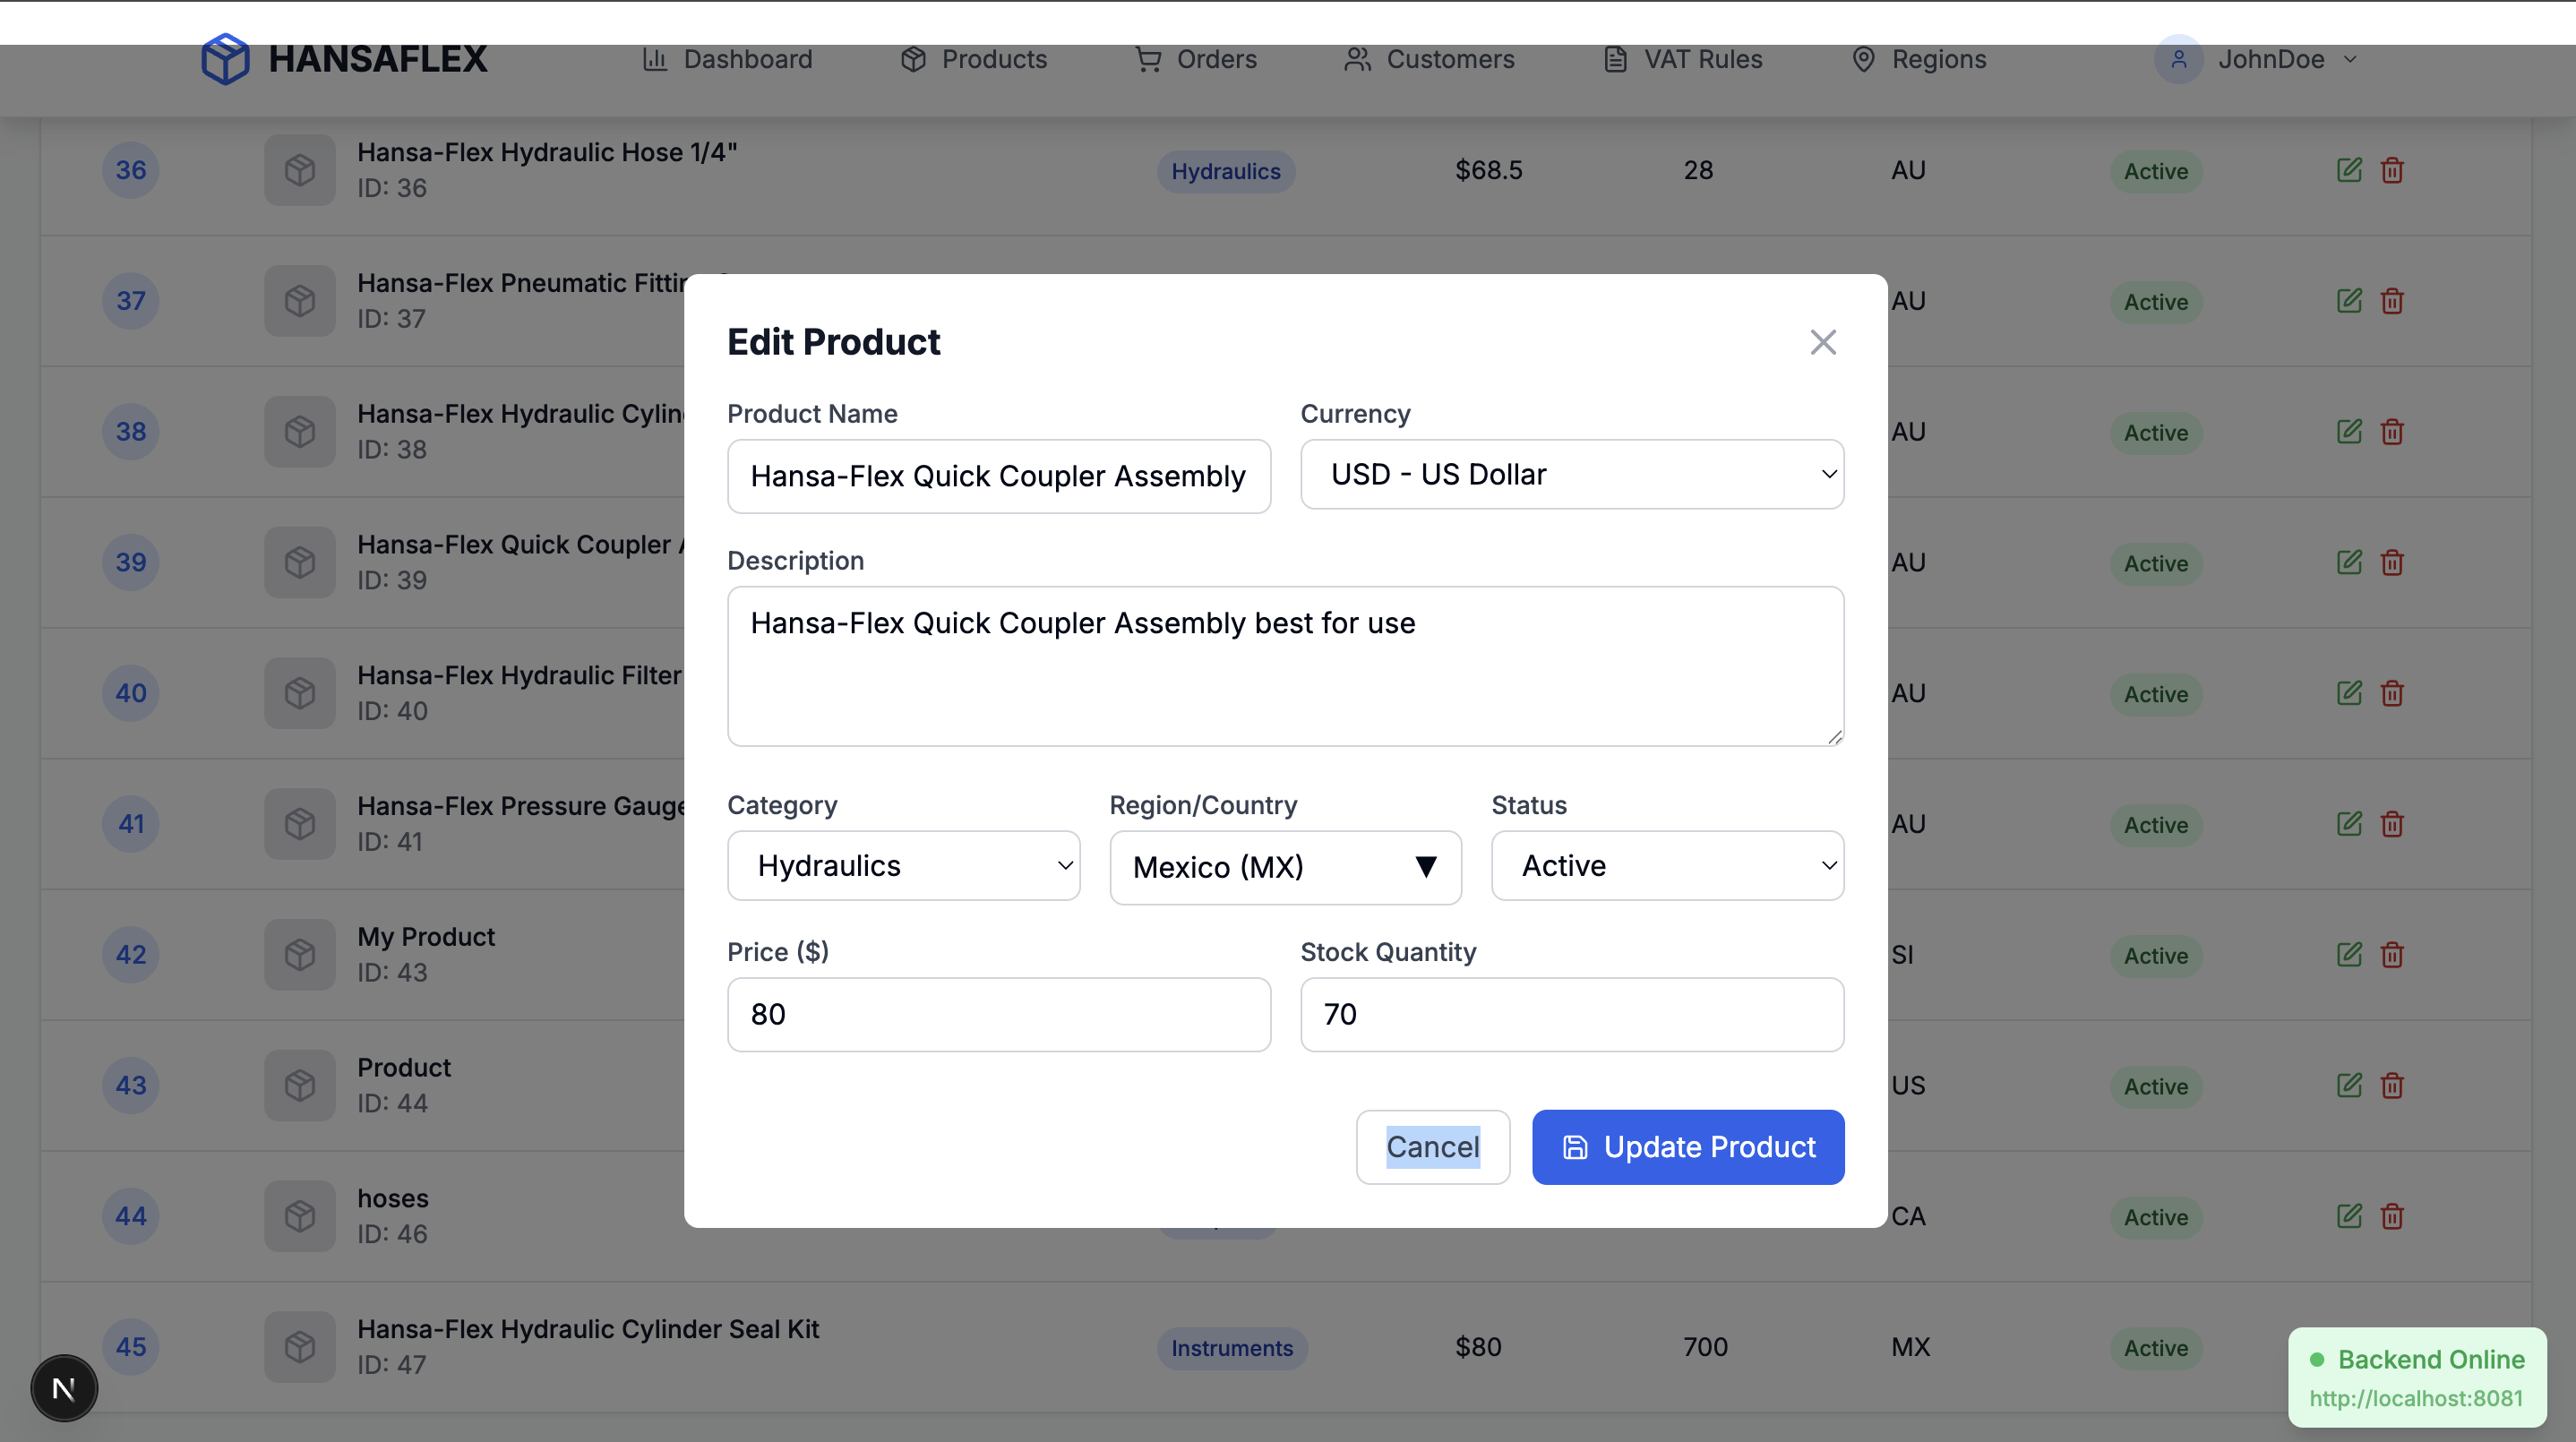 HANSAFLEX Dashboard Products Orders Customers VAT Rules Regions JohnDoe
36 Hansa-Flex Hydraulic Hose 1/4" Hydraulics $68.5 28 AU Active
ID: 36
37 Hansa-Flex Pneumatic AU Active
ID: 37
38 Hansa-Flex Hydraulic AU Active
ID: 38
39 Hansa-Flex Quick Coupler AU Active
ID: 39
40 Hansa-Flex Hydraulic Filter AU Active
ID: 40
41 Hansa-Flex Pressure Gauge AU Active
ID: 41
42 My Product SI Active
ID: 43
43 Product US Active
ID: 44
44 hoses CA Active
ID: 46
45 Hansa-Flex Hydraulic Cylinder Seal Kit Instruments $80 700 MX Active
ID: 47
Edit Product
Product Name Currency
Hansa-Flex Quick Coupler Assembly USD - US Dollar
Description
Hansa-Flex Quick Coupler Assembly best for use
Category Region/Country Status
Hydraulics Mexico (MX) ▼ Active
Price ($) Stock Quantity
80 70
Cancel Update Product
N
Backend Online
http://localhost:8081